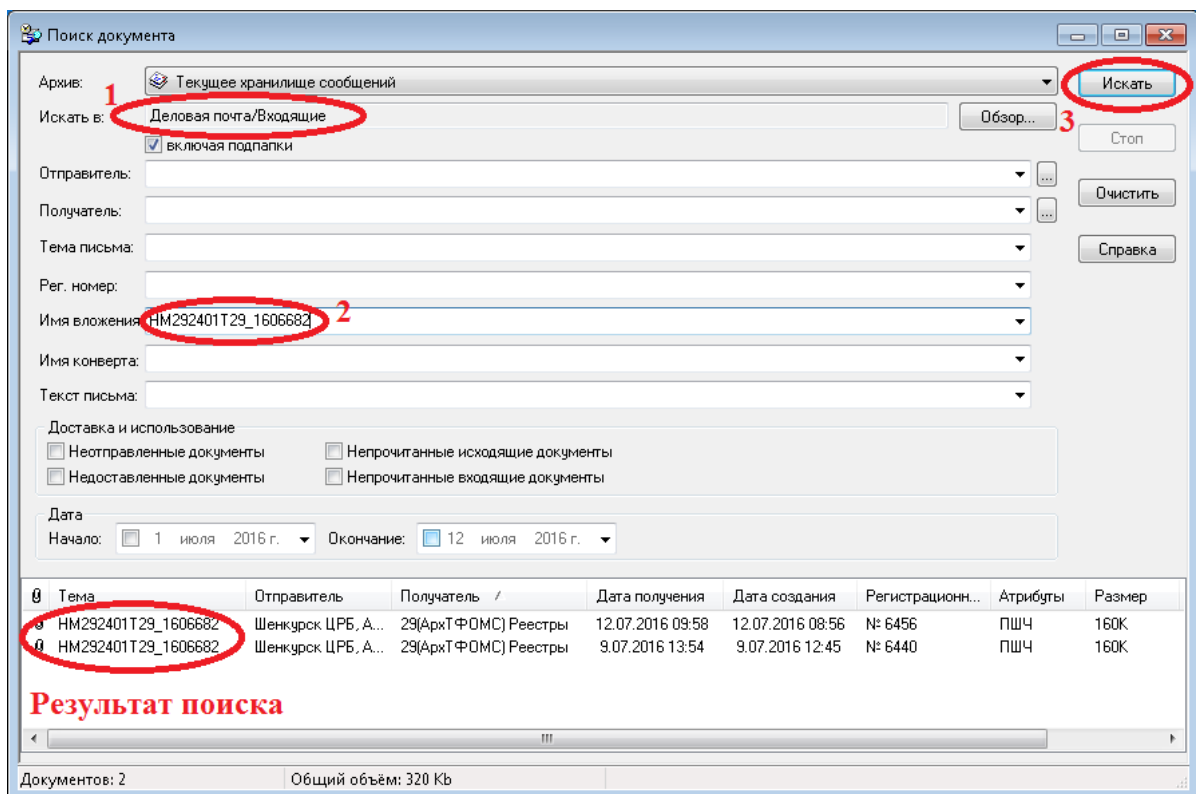 Поиск документа
Архив: Текущее хранилище сообщений Искать
1
Искать в: Деловая почта/Входящие Обзор... 3
включая подпапки Стоп
Отправитель: ...
Очистить
Получатель: ...
Тема письма: Справка
Рег. номер:
Имя вложения HM292401T29_1606682 2
Имя конверта:
Текст письма:
Доставка и использование
Неотправленные документы Непрочитанные исходящие документы
Недоставленные документы Непрочитанные входящие документы
Дата
Начало: 1 июля 2016 г. Окончание: 12 июля 2016 г.
Тема Отправитель Получатель / Дата получения Дата создания Регистрационн... Атрибуты Размер
HM292401T29_1606682 Шенкурск ЦРБ, А... 29(АрхТФОМС) Реестры 12.07.2016 09:58 12.07.2016 08:56 № 6456 ПШЧ 160K
HM292401T29_1606682 Шенкурск ЦРБ, А... 29(АрхТФОМС) Реестры 9.07.2016 13:54 9.07.2016 12:45 № 6440 ПШЧ 160K
Результат поиска
Документов: 2 Общий объём: 320 Kb